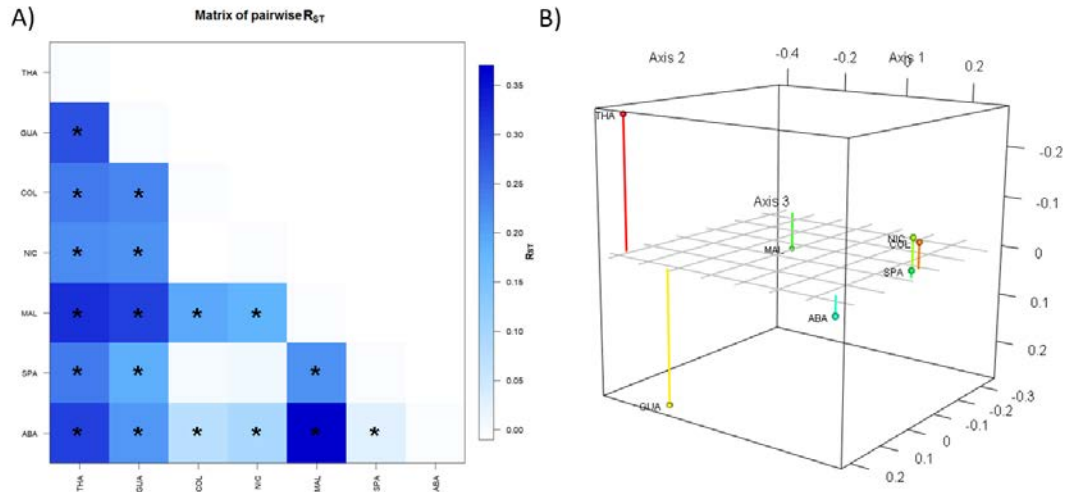 A)
Matrix of pairwise RST
THA
GUA
COL
NIC
MAL
SPA
ABA
*
* *
* *
* * * *
* * *
* * * * * *
THA GUA COL NIC MAL SPA ABA
0.35
0.30
0.25
0.20
0.15
0.10
0.05
0.00
RST
B)
Axis 2
-0.4
-0.2
Axis 1
0
0.2
THA
Axis 3
MAL
NIC
COL
SPA
ABA
GUA
-0.2
-0.1
0
0.1
0.2
-0.3
-0.2
-0.1
0
0.1
0.2